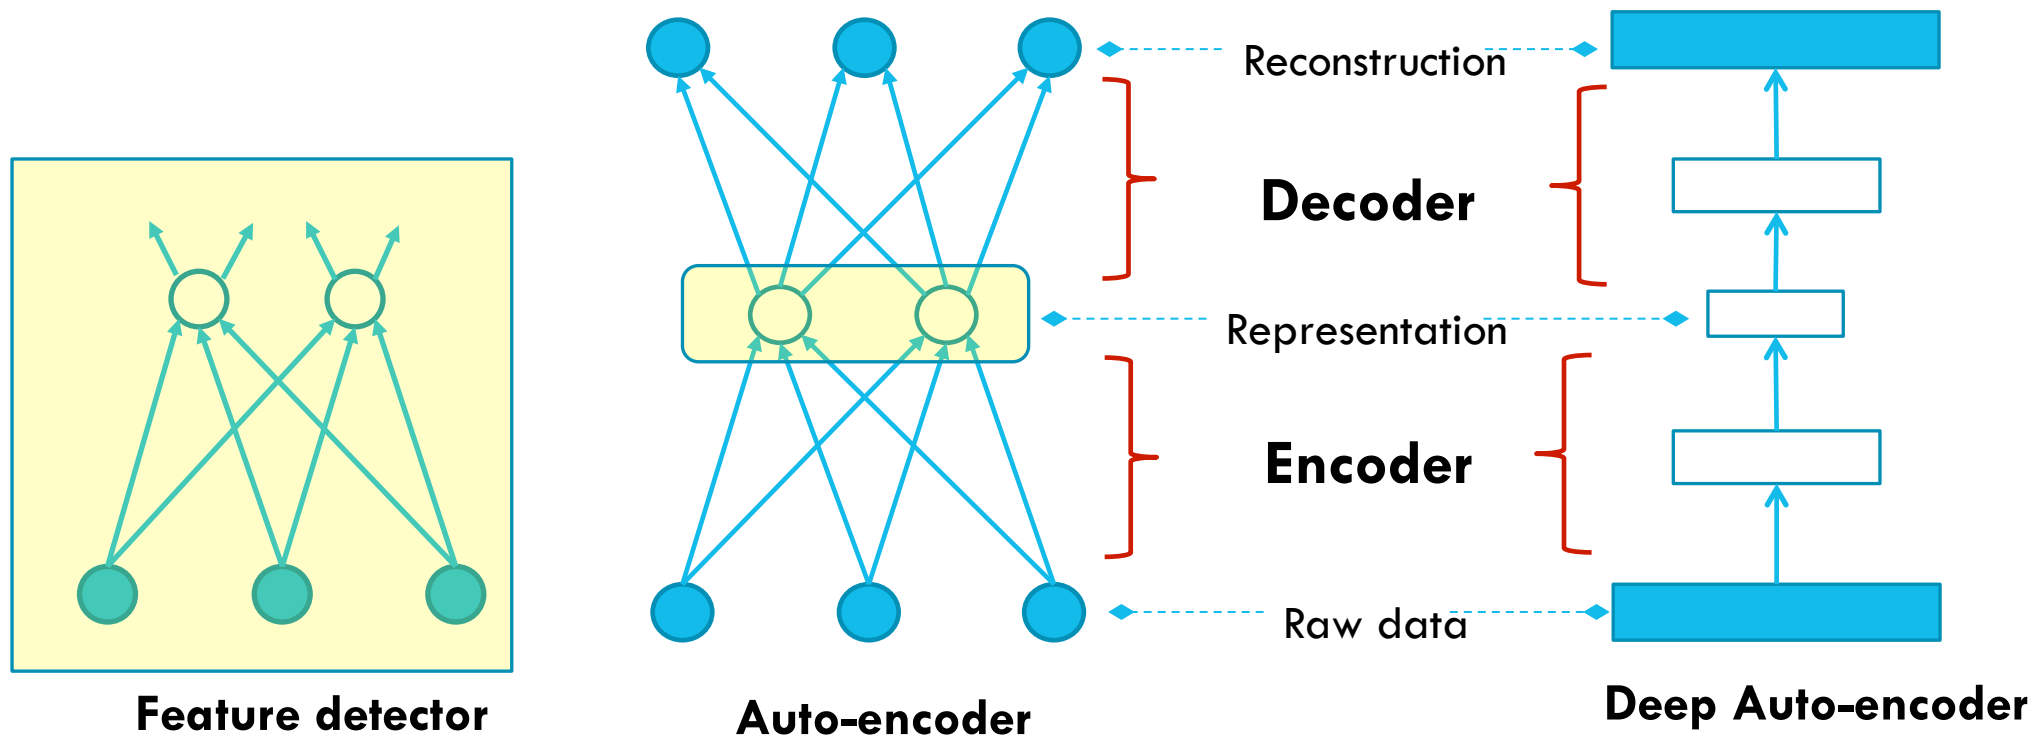 Reconstruction
Decoder
Representation
Encoder
Raw data
Feature detector
Auto-encoder
Deep Auto-encoder